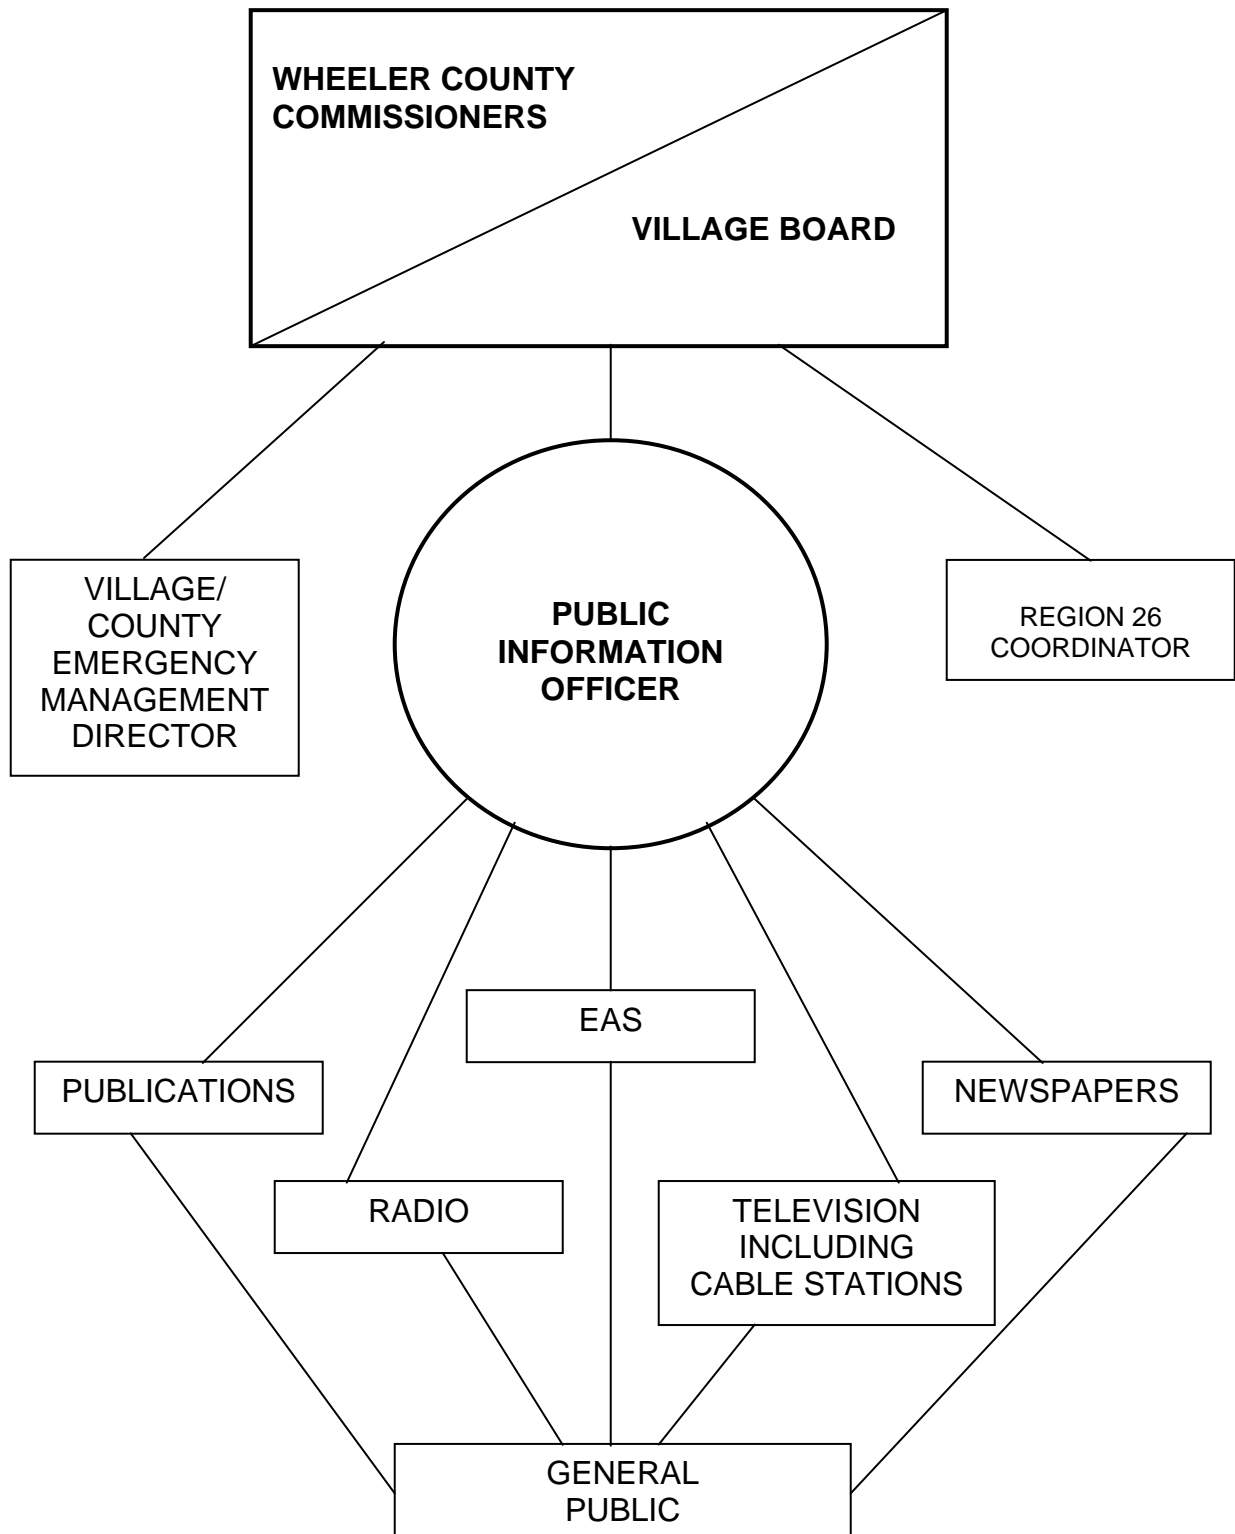 WHEELER COUNTY
COMMISSIONERS
VILLAGE BOARD
VILLAGE/
COUNTY
EMERGENCY
MANAGEMENT
DIRECTOR
PUBLIC
INFORMATION
OFFICER
REGION 26
COORDINATOR
EAS
PUBLICATIONS
NEWSPAPERS
RADIO
TELEVISION
INCLUDING
CABLE STATIONS
GENERAL
PUBLIC